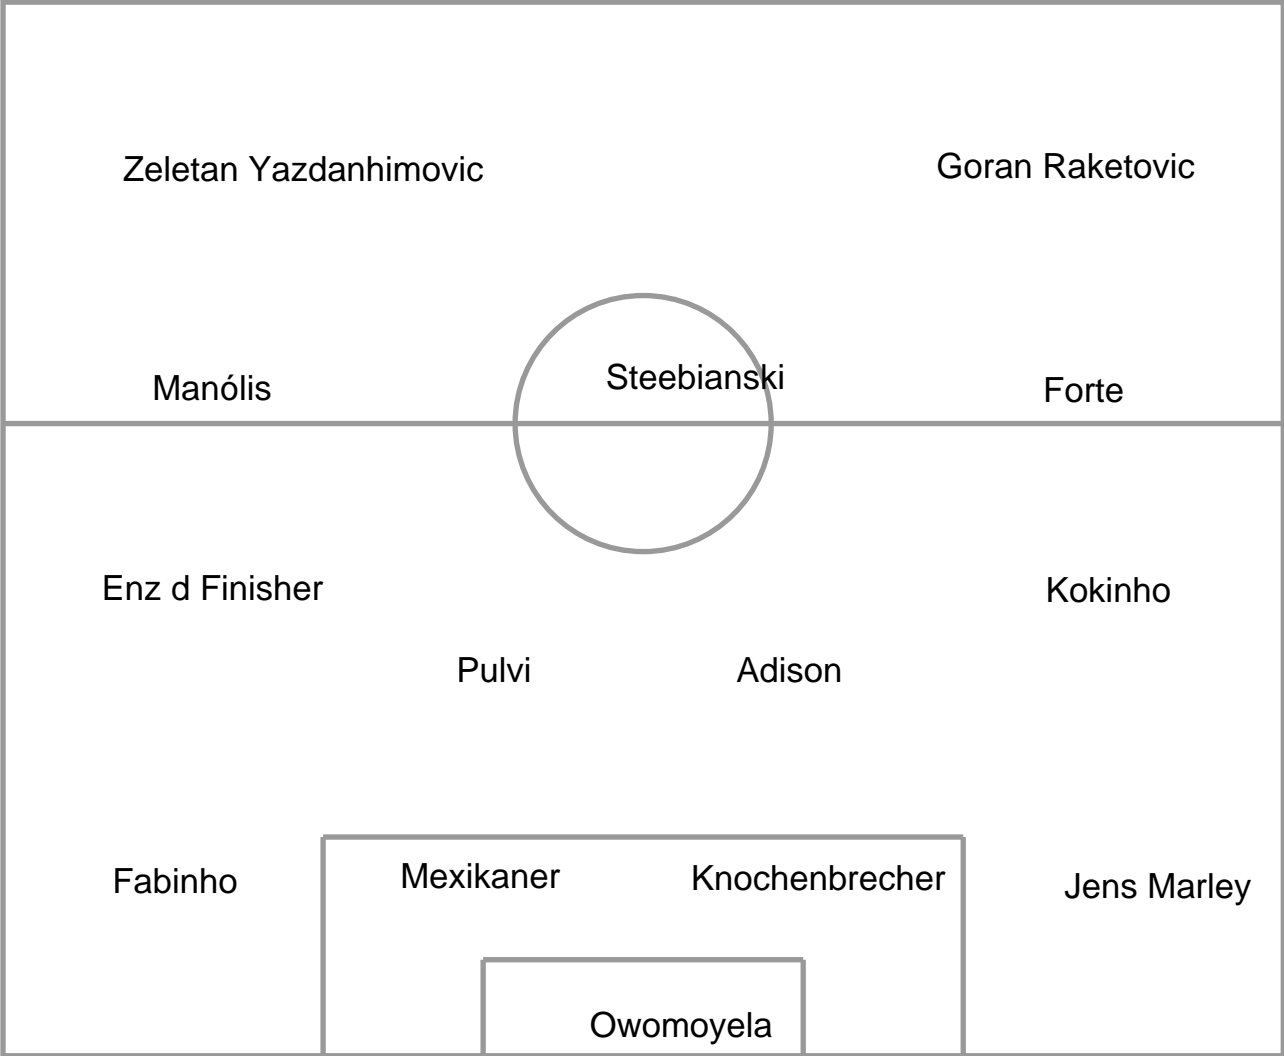 Zeletan Yazdanhimovic
Goran Raketovic
Manólis
Steebianski
Forte
Enz d Finisher
Kokinho
Pulvi
Adison
Fabinho
Mexikaner
Knochenbrecher
Jens Marley
Owomoyela